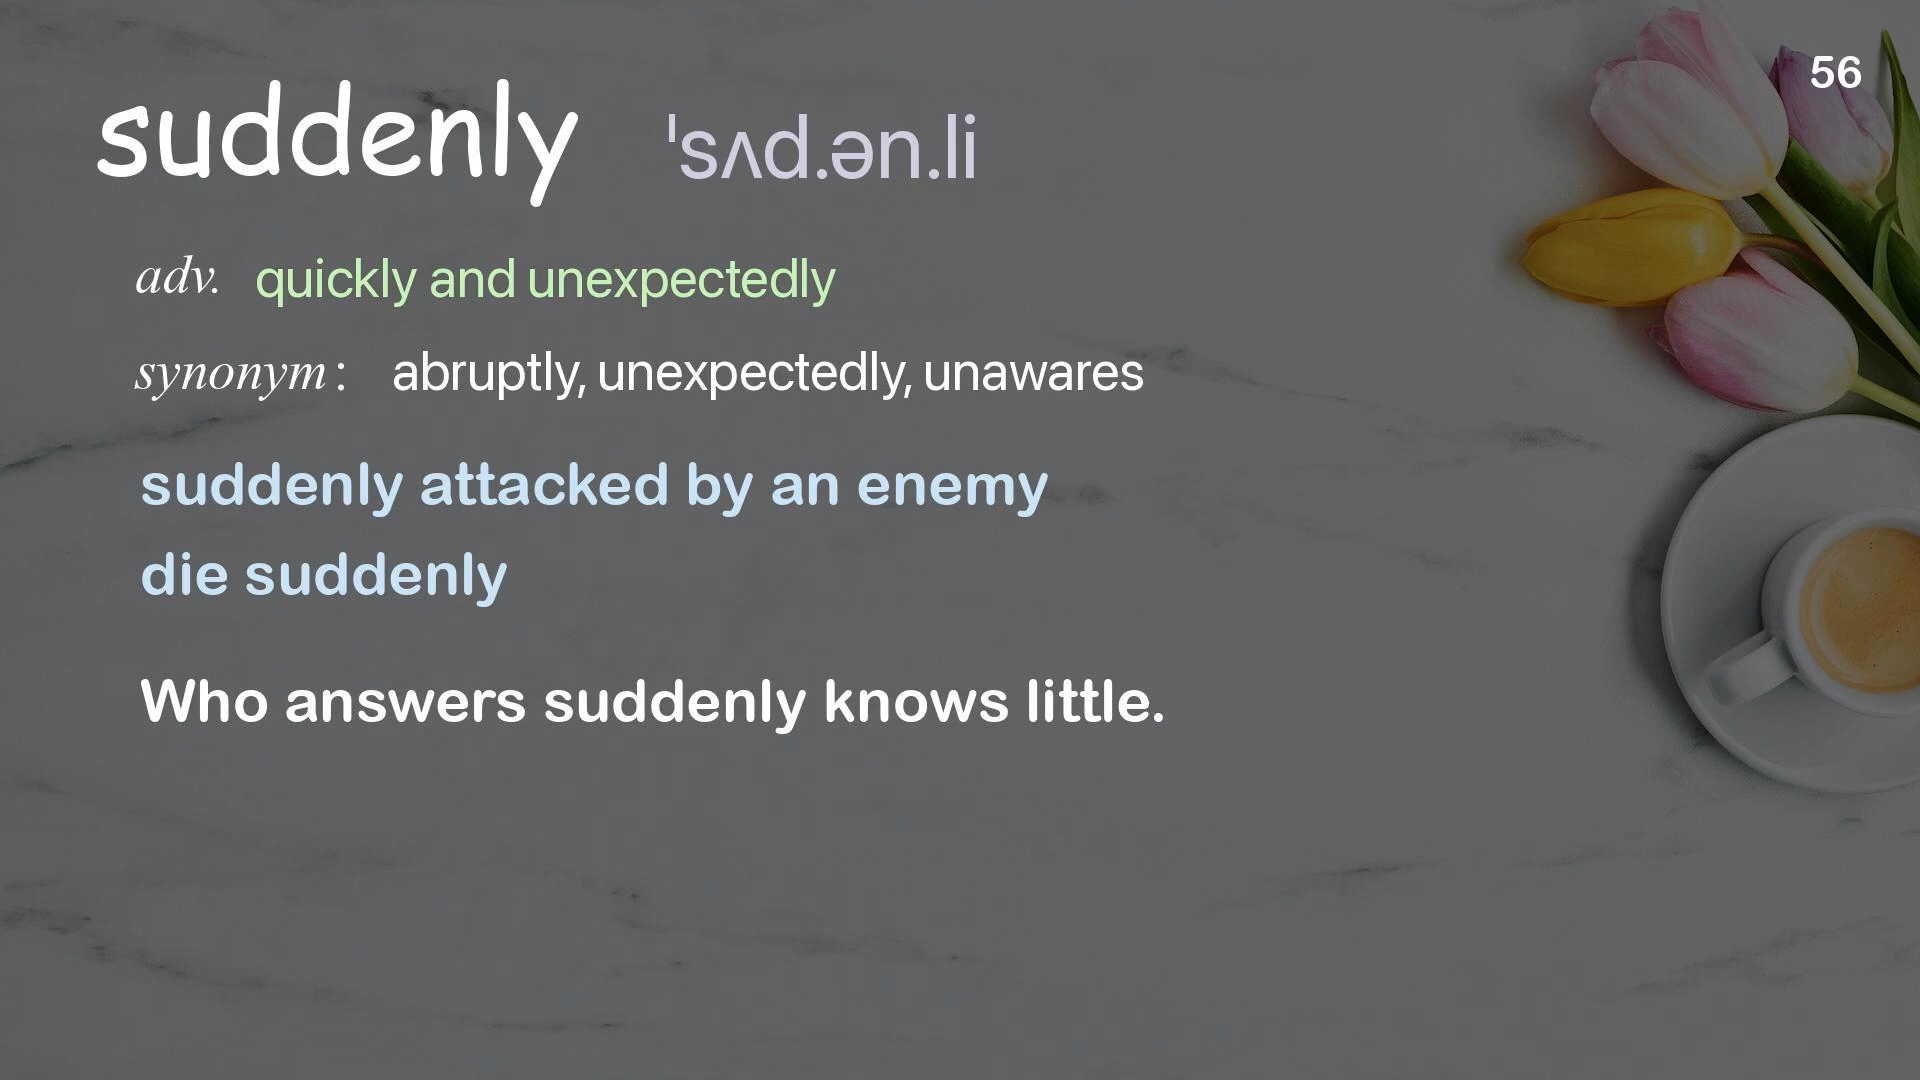 56
suddenly ˈsʌd.ən.li
adv. quickly and unexpectedly
synonym: abruptly, unexpectedly, unawares
suddenly attacked by an enemy
die suddenly
Who answers suddenly knows little.